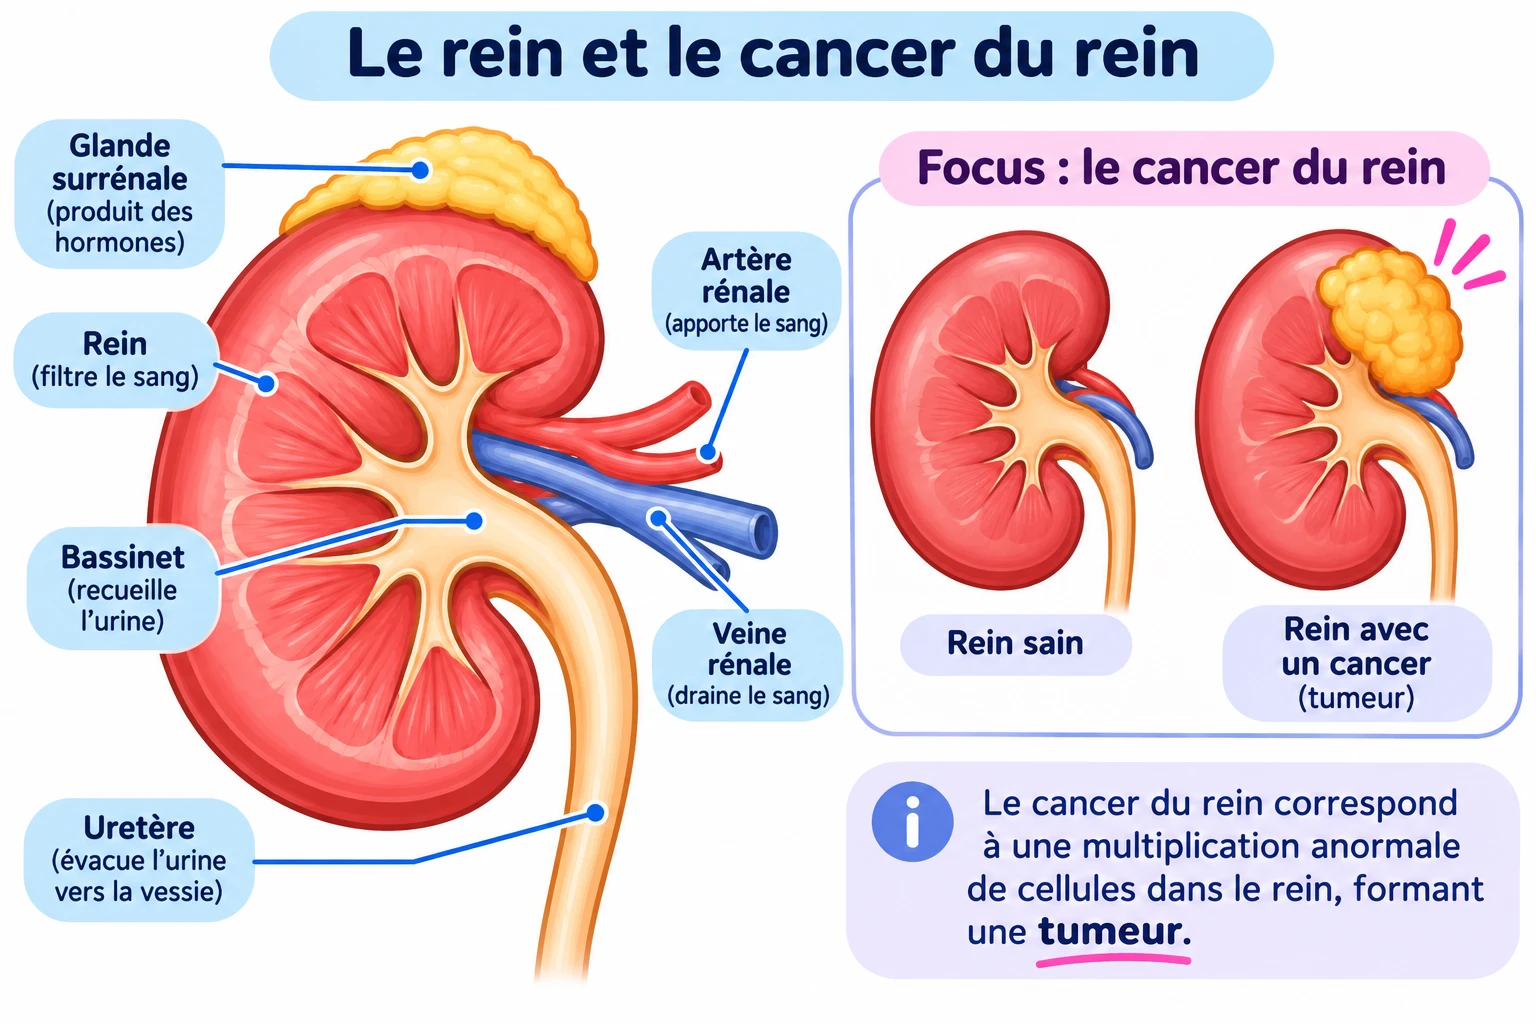 Le rein et le cancer du rein
Glande
surrénale
(produit des
hormones)
Rein
(filtre le sang)
Bassinet
(recueille
l'urine)
Uretère
(évacue l'urine
vers la vessie)
Artère
rénale
(apporte le sang)
Veine
rénale
(draine le sang)
Focus : le cancer du rein
Rein sain
Rein avec
un cancer
(tumeur)
i
Le cancer du rein correspond
à une multiplication anormale
de cellules dans le rein, formant
une tumeur.